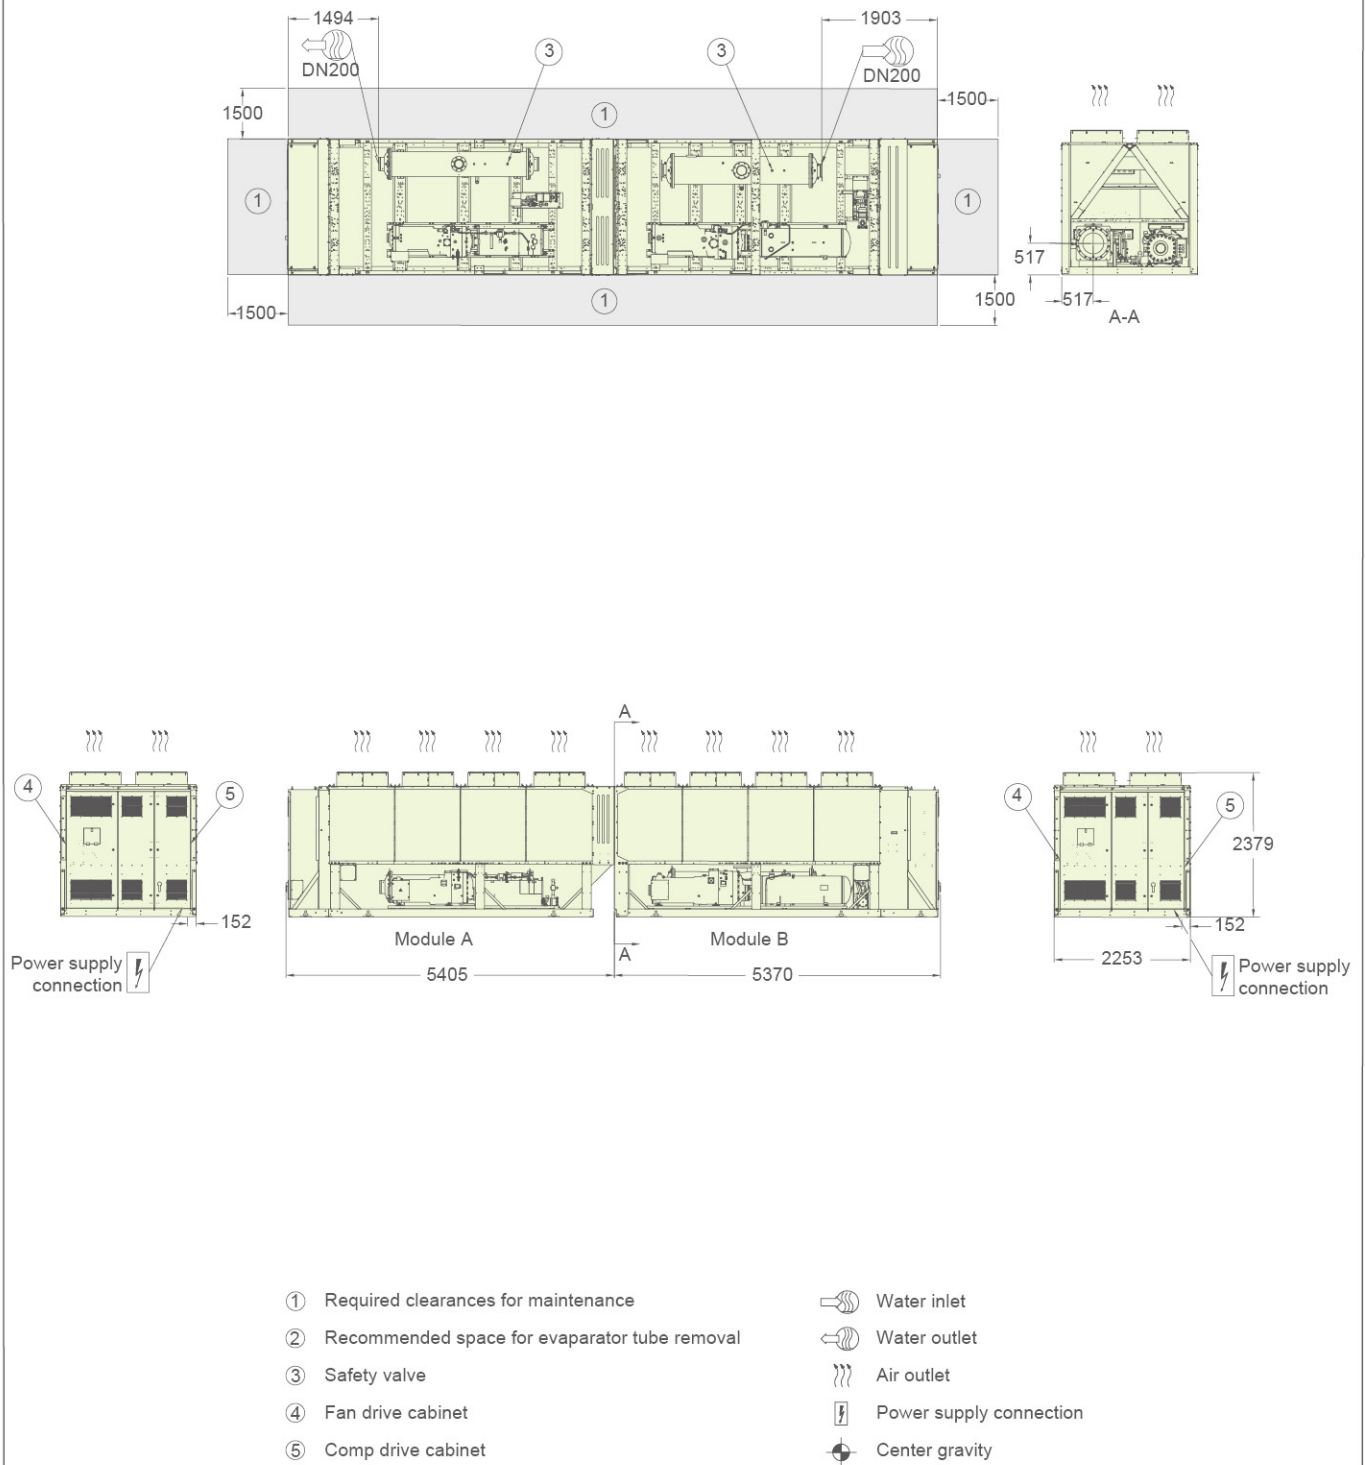 1494
1903
DN200
3
3
DN200
1500
1
1500
1
1
517
1500
1
1500
517
A-A
A
4
5
4
5
2379
152
Module A
A
Module B
152
Power supply
connection
5405
5370
2253
Power supply
connection
1 Required clearances for maintenance
Water inlet
2 Recommended space for evaparator tube removal
Water outlet
3 Safety valve
Air outlet
4 Fan drive cabinet
Power supply connection
5 Comp drive cabinet
Center gravity